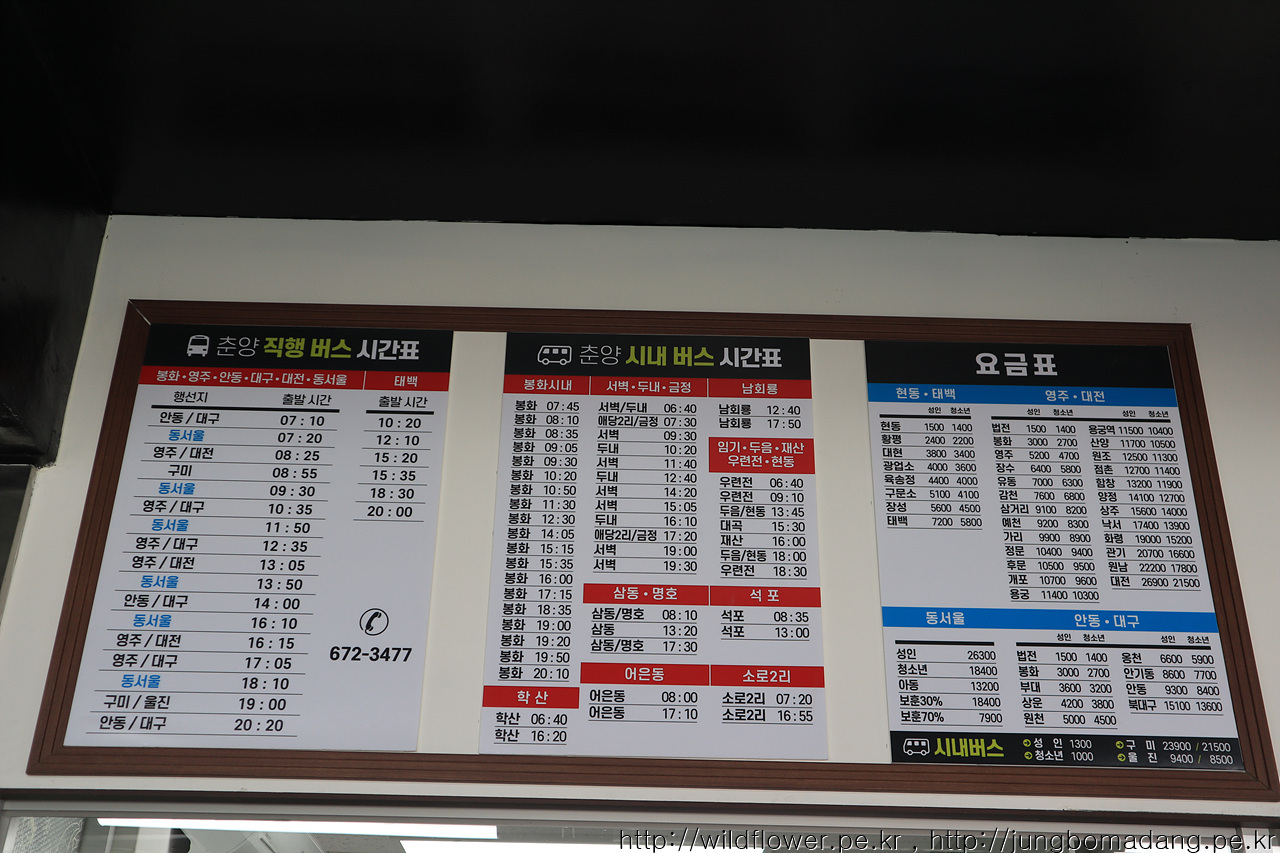 춘양 직행 버스 시간표
봉화·영주·안동·대구·대전·동서울 태백
행선지 출발 시간 출발 시간
안동 / 대구 07 : 10 10 : 20
동서울 07 : 20 12 : 10
영주 / 대전 08 : 25 15 : 20
구미 08 : 55 15 : 35
동서울 09 : 30 18 : 30
영주 / 대구 10 : 35 20 : 00
동서울 11 : 50
영주 / 대구 12 : 35
영주 / 대전 13 : 05
동서울 13 : 50
안동 / 대구 14 : 00
동서울 16 : 10
영주 / 대전 16 : 15
영주 / 대구 17 : 05
동서울 18 : 10
구미 / 울진 19 : 00
안동 / 대구 20 : 20
672-3477
춘양 시내 버스 시간표
봉화시내
봉화 07 : 45
봉화 08 : 10
봉화 08 : 35
봉화 09 : 05
봉화 09 : 30
봉화 10 : 20
봉화 10 : 50
봉화 11 : 30
봉화 12 : 30
봉화 14 : 05
봉화 15 : 15
봉화 15 : 35
봉화 16 : 00
봉화 17 : 15
봉화 18 : 35
봉화 19 : 00
봉화 19 : 20
봉화 19 : 50
봉화 20 : 10
학 산
학산 06 : 40
학산 16 : 20
서벽·두내·금정
서벽/두내 06 : 40
애당2리/금정 07 : 30
서벽 09 : 30
두내 10 : 20
서벽 11 : 40
두내 12 : 40
서벽 14 : 20
서벽 15 : 05
두내 16 : 10
애당2리/금정 17 : 20
서벽 19 : 00
서벽 19 : 30
삼동·명호
삼동/명호 08 : 10
삼동 13 : 20
삼동/명호 17 : 30
어은동
어은동 08 : 00
어은동 17 : 10
남회룡
남회룡 12 : 40
남회룡 17 : 50
임기·두음·재산
우련전·현동
우련전 06 : 40
우련전 09 : 10
두음/현동 13 : 45
대곡 15 : 30
재산 16 : 00
두음/현동 18 : 00
우련전 18 : 30
석 포
석포 08 : 35
석포 13 : 00
소로2리
소로2리 07 : 20
소로2리 16 : 55
요금표
현동·태백
성인 청소년
현동 1500 1400
황평 2400 2200
대현 3800 3400
광업소 4000 3600
육송정 4400 4000
구문소 5100 4100
장성 5600 4500
태백 7200 5800
영주·대전
성인 청소년 성인 청소년
법전 1500 1400 용궁역 11500 10400
봉화 3000 2700 산양 11700 10500
영주 5200 4700 원조 12500 11300
장수 6400 5800 점촌 12700 11400
유동 7000 6300 함창 13200 11900
감천 7600 6800 양정 14100 12700
삼거리 9100 8200 상주 15600 14000
예천 9200 8300 낙서 17400 13900
가리 9900 8900 화령 19000 15200
정문 10400 9400 관기 20700 16600
후문 10500 9500 원남 22200 17800
개포 10700 9600 대전 26900 21500
용궁 11400 10300
동서울
성인 26300
청소년 18400
아동 13200
보훈30% 18400
보훈70% 7900
안동·대구
성인 청소년 성인 청소년
법전 1500 1400 옹천 6600 5900
봉화 3000 2700 안기동 8600 7700
부대 3600 3200 안동 9300 8400
상운 4200 3800 북대구 15100 13600
원천 5000 4500
시내버스 성 인 1300 구 미 23900 / 21500
청소년 1000 울 진 9400 / 8500
http://wildflower.pe.kr , http://jungbomadang.pe.kr